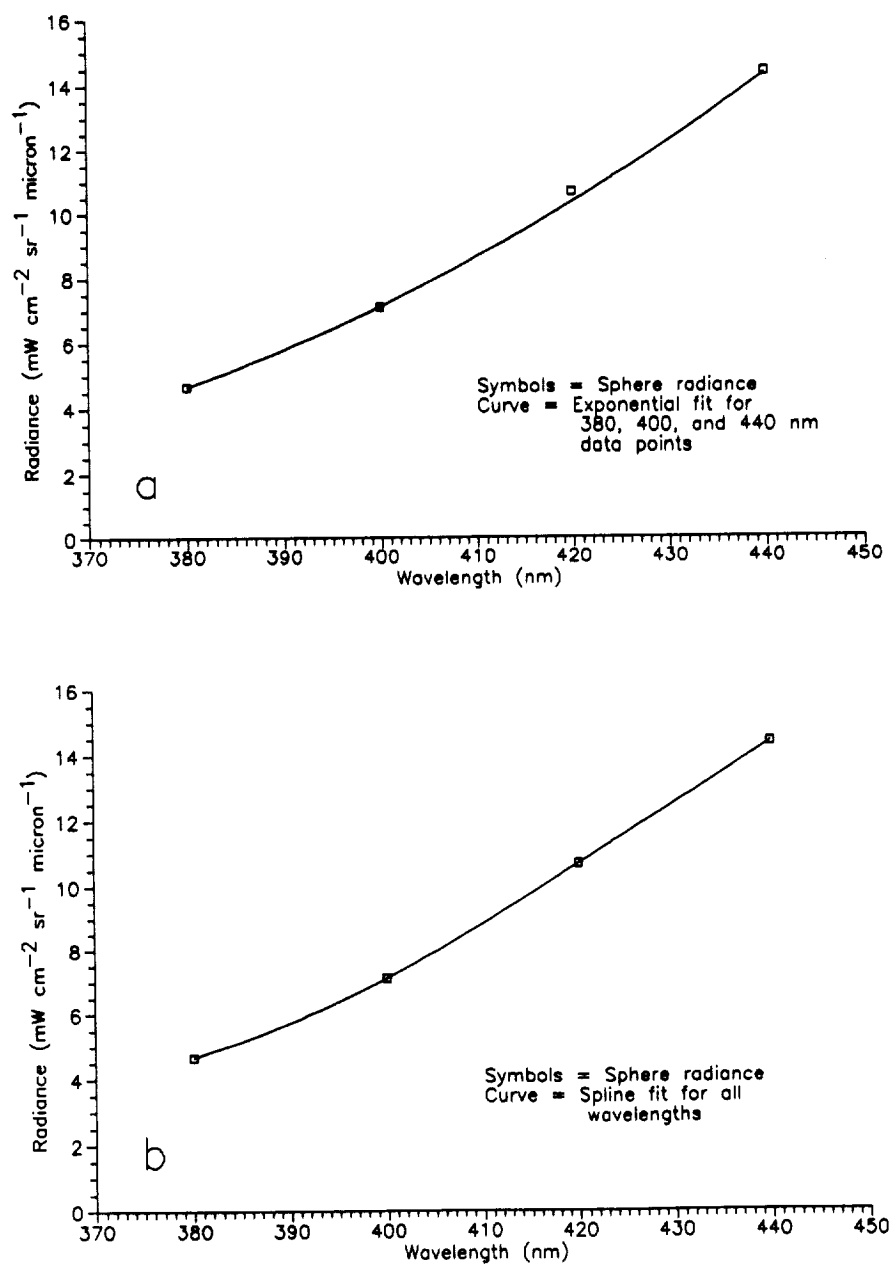 16
14
12
10
8
6
4
2
0
Radiance (mW cm−2 sr−1 micron−1)
Symbols = Sphere radiance
Curve = Exponential fit for
380, 400, and 440 nm
data points
a
370 380 390 400 410 420 430 440 450
Wavelength (nm)
16
14
12
10
8
6
4
2
0
Radiance (mW cm−2 sr−1 micron−1)
Symbols = Sphere radiance
Curve = Spline fit for all
wavelengths
b
370 380 390 400 410 420 430 440 450
Wavelength (nm)